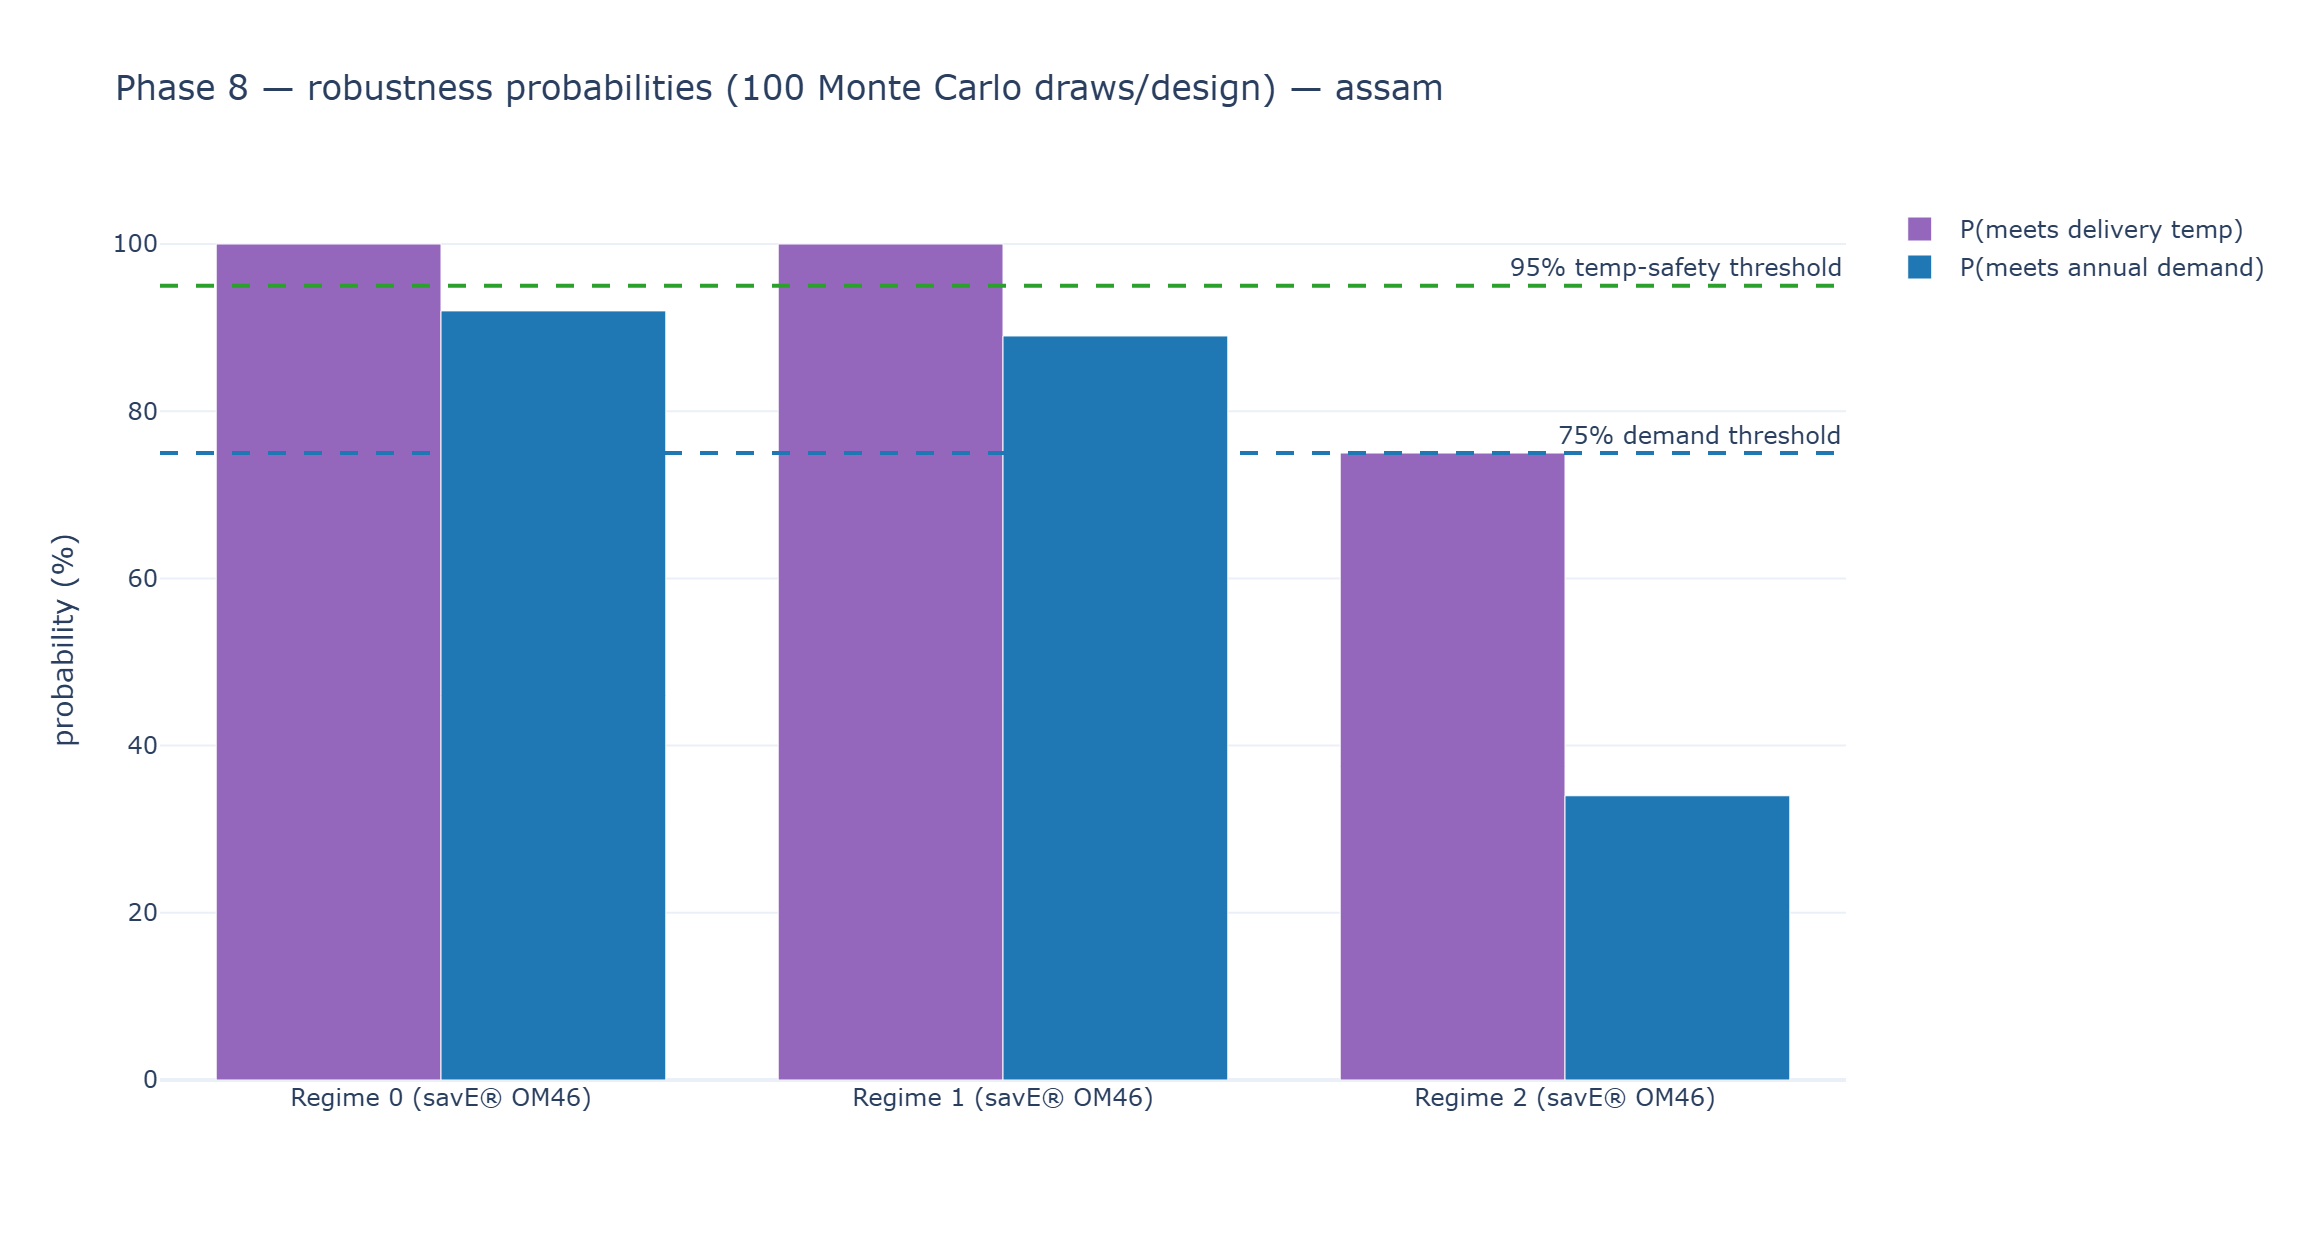 Phase 8 — robustness probabilities (100 Monte Carlo draws/design) — assam
P(meets delivery temp)
P(meets annual demand)
95% temp-safety threshold
75% demand threshold
probability (%)
100
80
60
40
20
0
Regime 0 (savE® OM46)
Regime 1 (savE® OM46)
Regime 2 (savE® OM46)